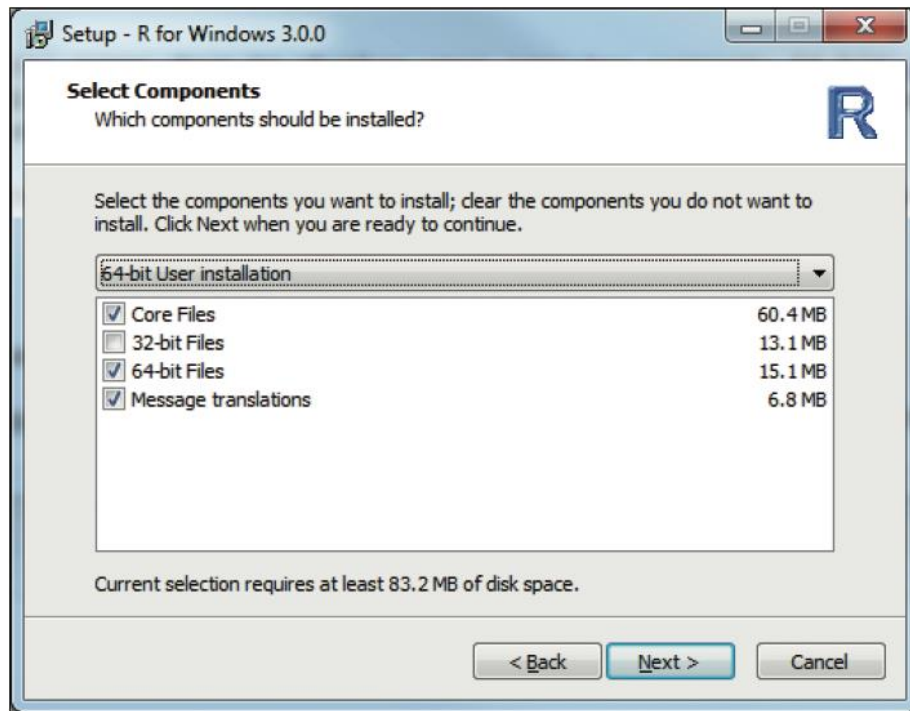 Setup - R for Windows 3.0.0
Select Components
Which components should be installed?
R
Select the components you want to install; clear the components you do not want to
install. Click Next when you are ready to continue.
64-bit User installation
Core Files 60.4 MB
32-bit Files 13.1 MB
64-bit Files 15.1 MB
Message translations 6.8 MB
Current selection requires at least 83.2 MB of disk space.
< Back Next > Cancel